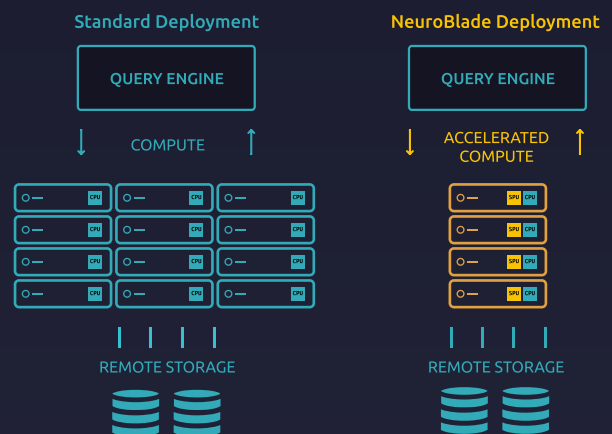 Standard Deployment
QUERY ENGINE
COMPUTE
CPU CPU CPU
CPU CPU CPU
CPU CPU CPU
CPU CPU CPU
REMOTE STORAGE
NeuroBlade Deployment
QUERY ENGINE
ACCELERATED
COMPUTE
SPU CPU
SPU CPU
SPU CPU
SPU CPU
REMOTE STORAGE